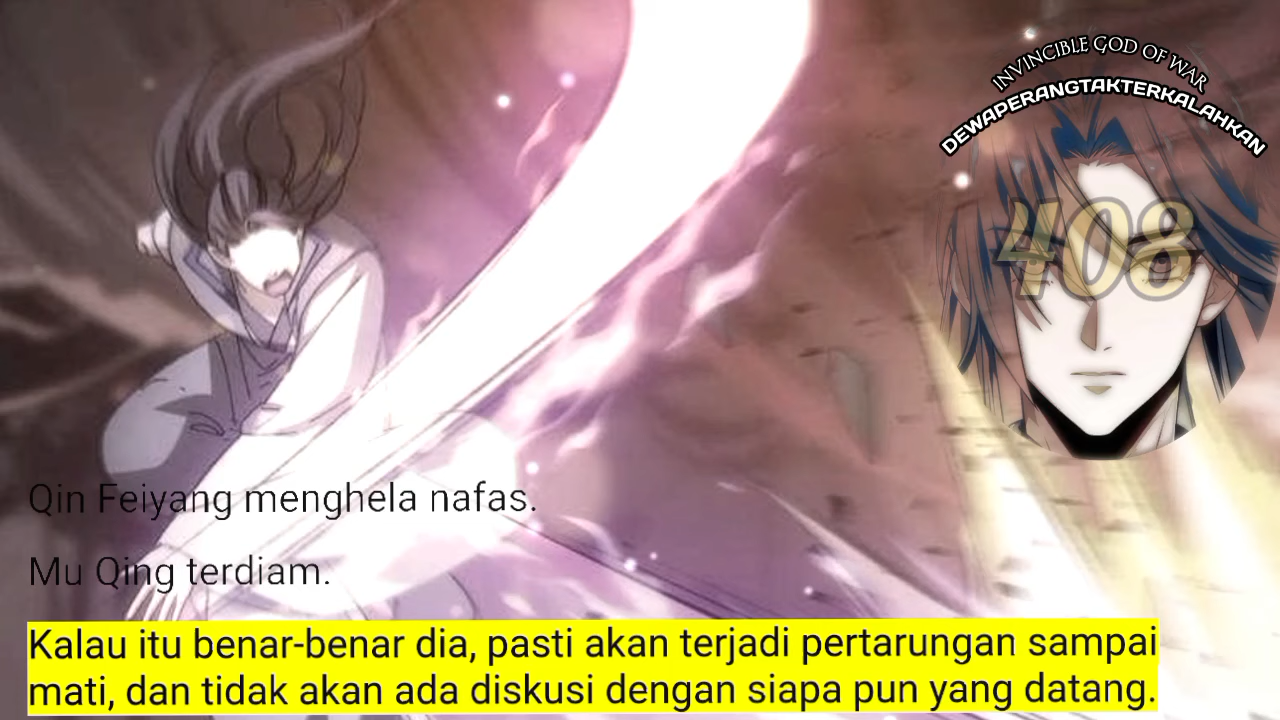 INVINCIBLE GOD OF WAR
DEWAPERANGTAKTERKALAHKAN
408
Qin Feiyang menghela nafas.
Mu Qing terdiam.
Kalau itu benar-benar dia, pasti akan terjadi pertarungan sampai
mati, dan tidak akan ada diskusi dengan siapa pun yang datang.